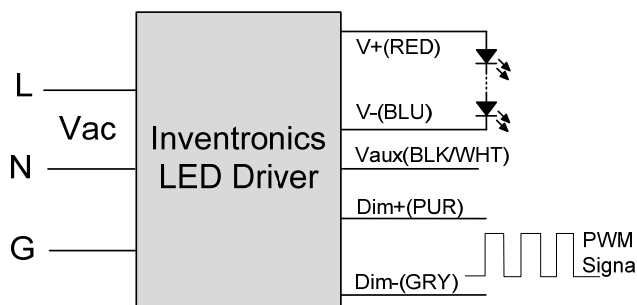 L
Vac
N
G
Inventronics
LED Driver
V+(RED)
V-(BLU)
Vaux(BLK/WHT)
Dim+(PUR)
Dim-(GRY)
PWM
Signa